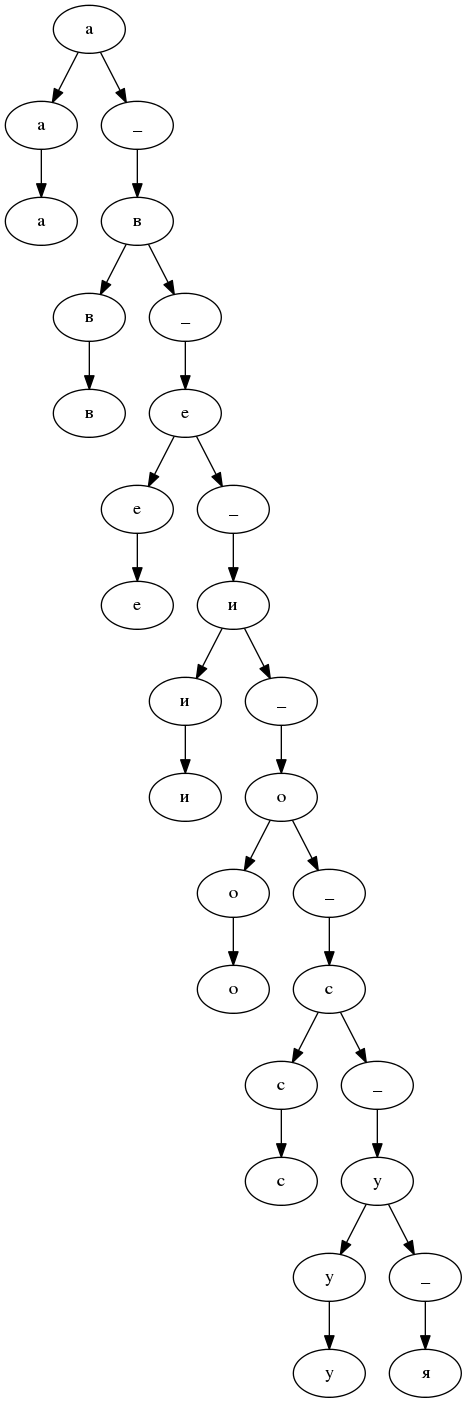 а
а _
а в
в _
в е
е _
е и
и _
и о
о _
о с
с _
с у
у _
у я